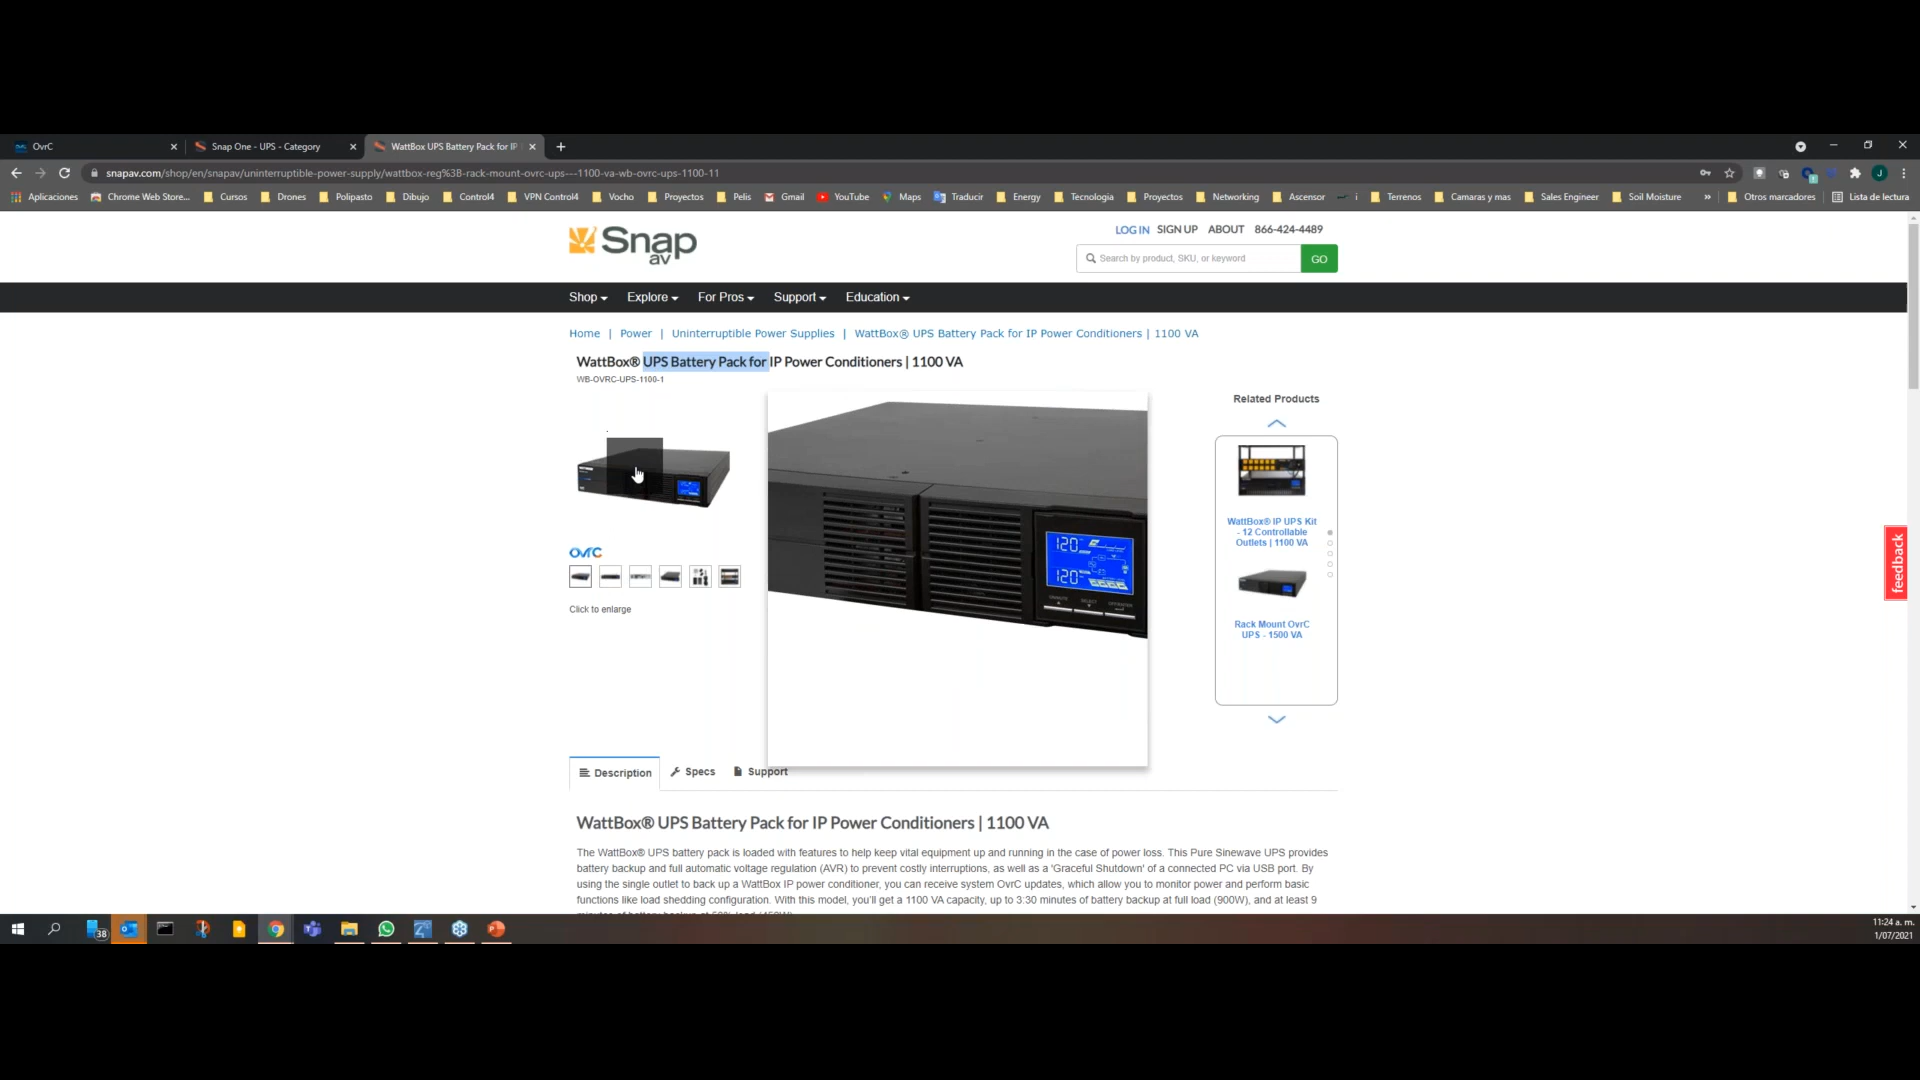 OvrC
Snap One - UPS - Category
WattBox UPS Battery Pack for IP
snapav.com/shop/en/snapav/uninterruptible-power-supply/wattbox-reg%3B-rack-mount-ovrc-ups---1100-va-wb-ovrc-ups-1100-11
Aplicaciones Chrome Web Store... Cursos Drones Polipasto Dibujo Control4 VPN Control4 Vocho Proyectos Pelis Gmail YouTube Maps Traducir Energy Tecnologia Proyectos Networking Ascensor i Terrenos Camaras y mas Sales Engineer Soil Moisture » Otros marcadores Lista de lectura
Snap
av
LOG IN SIGN UP ABOUT 866-424-4489
Search by product, SKU, or keyword GO
Shop Explore For Pros Support Education
Home | Power | Uninterruptible Power Supplies | WattBox® UPS Battery Pack for IP Power Conditioners | 1100 VA
WattBox® UPS Battery Pack for IP Power Conditioners | 1100 VA
WB-OVRC-UPS-1100-1
Related Products
120
120
WattBox® IP UPS Kit
- 12 Controllable
Outlets | 1100 VA
Rack Mount OvrC
UPS - 1500 VA
OvrC
Click to enlarge
feedback
Description Specs Support
WattBox® UPS Battery Pack for IP Power Conditioners | 1100 VA
The WattBox® UPS battery pack is loaded with features to help keep vital equipment up and running in the case of power loss. This Pure Sinewave UPS provides
battery backup and full automatic voltage regulation (AVR) to prevent costly interruptions, as well as a 'Graceful Shutdown' of a connected PC via USB port. By
using the single outlet to back up a WattBox IP power conditioner, you can receive system OvrC updates, which allow you to monitor power and perform basic
functions like load shedding configuration. With this model, you'll get a 1100 VA capacity, up to 3:30 minutes of battery backup at full load (900W), and at least 9
minutes of battery backup at 50% load (450W)
38
11:24 a. m.
1/07/2021